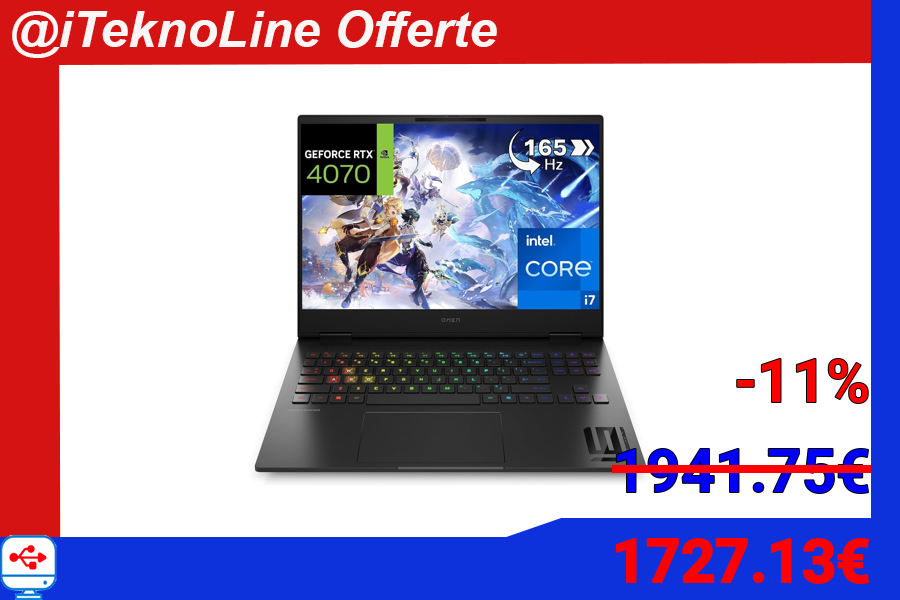 @iTeknoLine Offerte
GEFORCE RTX
4070
165
Hz
intel.
CORE
i7
OMEN
-11%
1941.75€
1727.13€